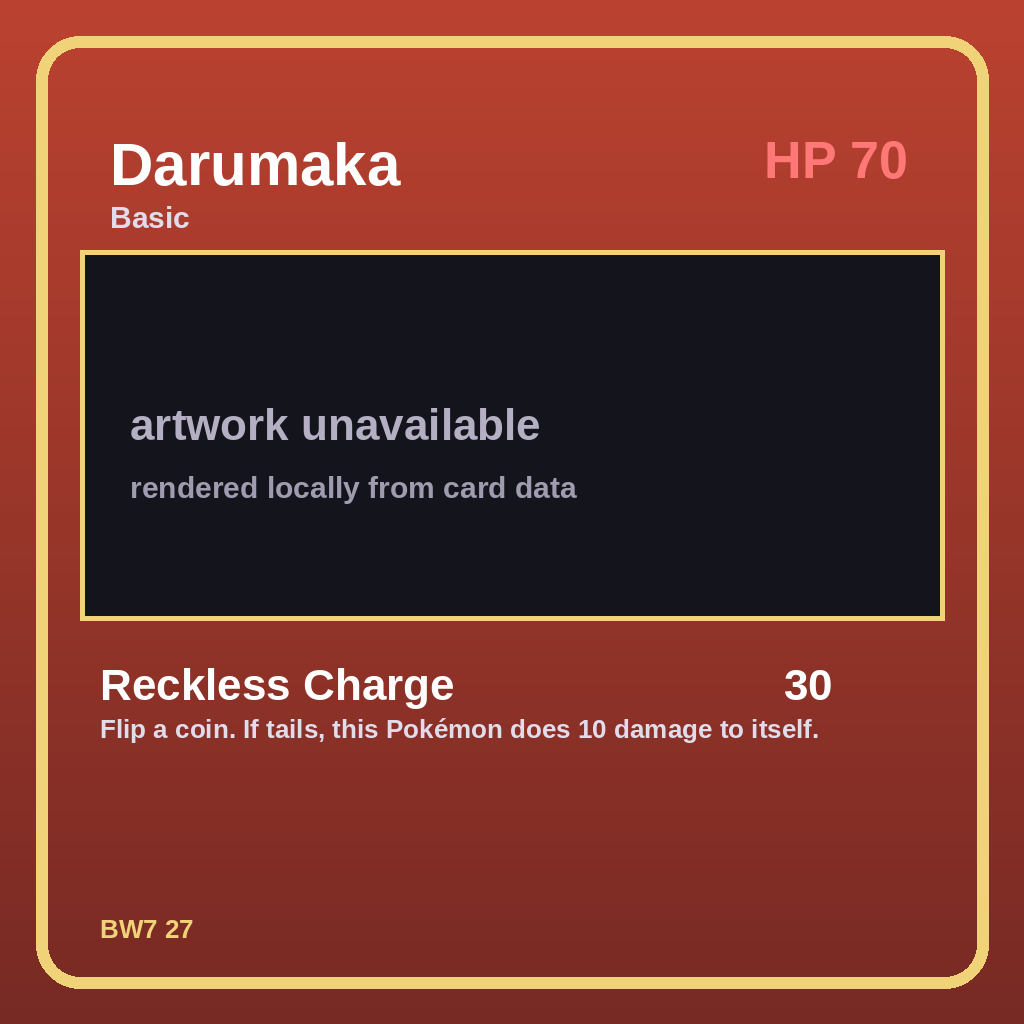 Darumaka
HP 70
Basic
artwork unavailable
rendered locally from card data
Reckless Charge 30
Flip a coin. If tails, this Pokémon does 10 damage to itself.
BW7 27